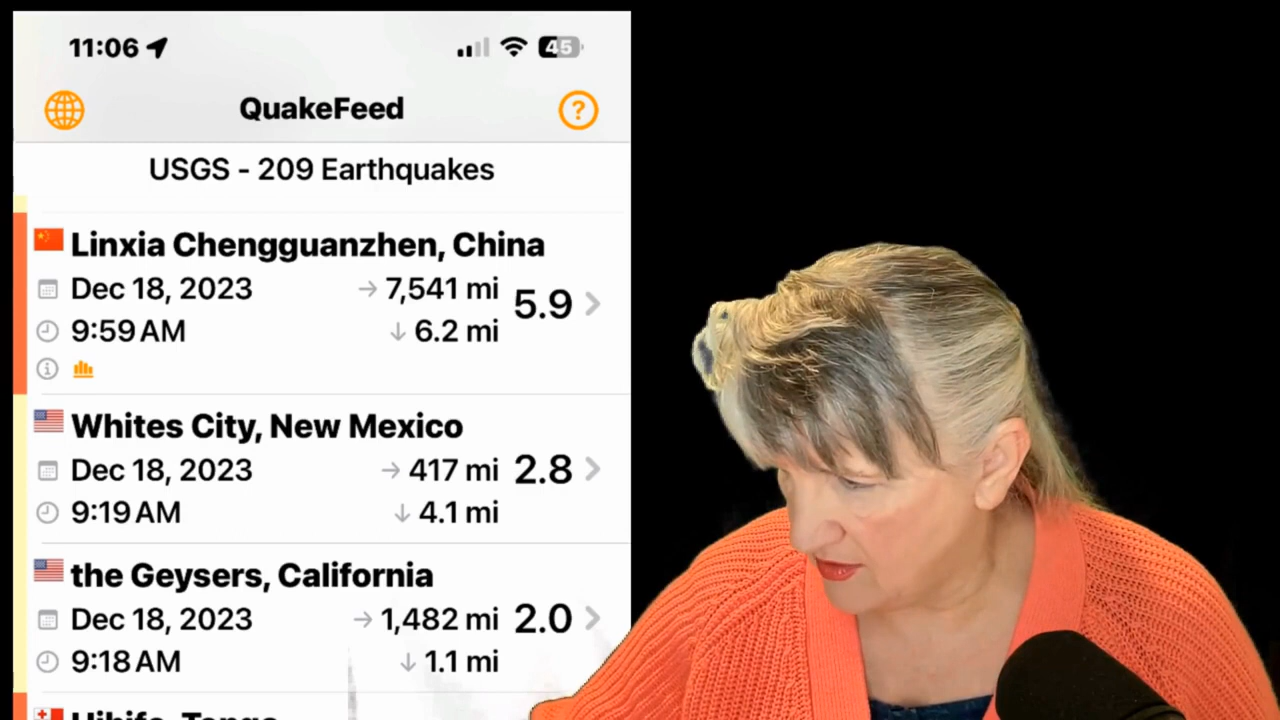 11:06
45
QuakeFeed
?
USGS - 209 Earthquakes
Linxia Chengguanzhen, China
Dec 18, 2023 → 7,541 mi 5.9
9:59 AM ↓ 6.2 mi
Whites City, New Mexico
Dec 18, 2023 → 417 mi 2.8
9:19 AM ↓ 4.1 mi
the Geysers, California
Dec 18, 2023 → 1,482 mi 2.0
9:18 AM ↓ 1.1 mi
Hihifo, Tonga